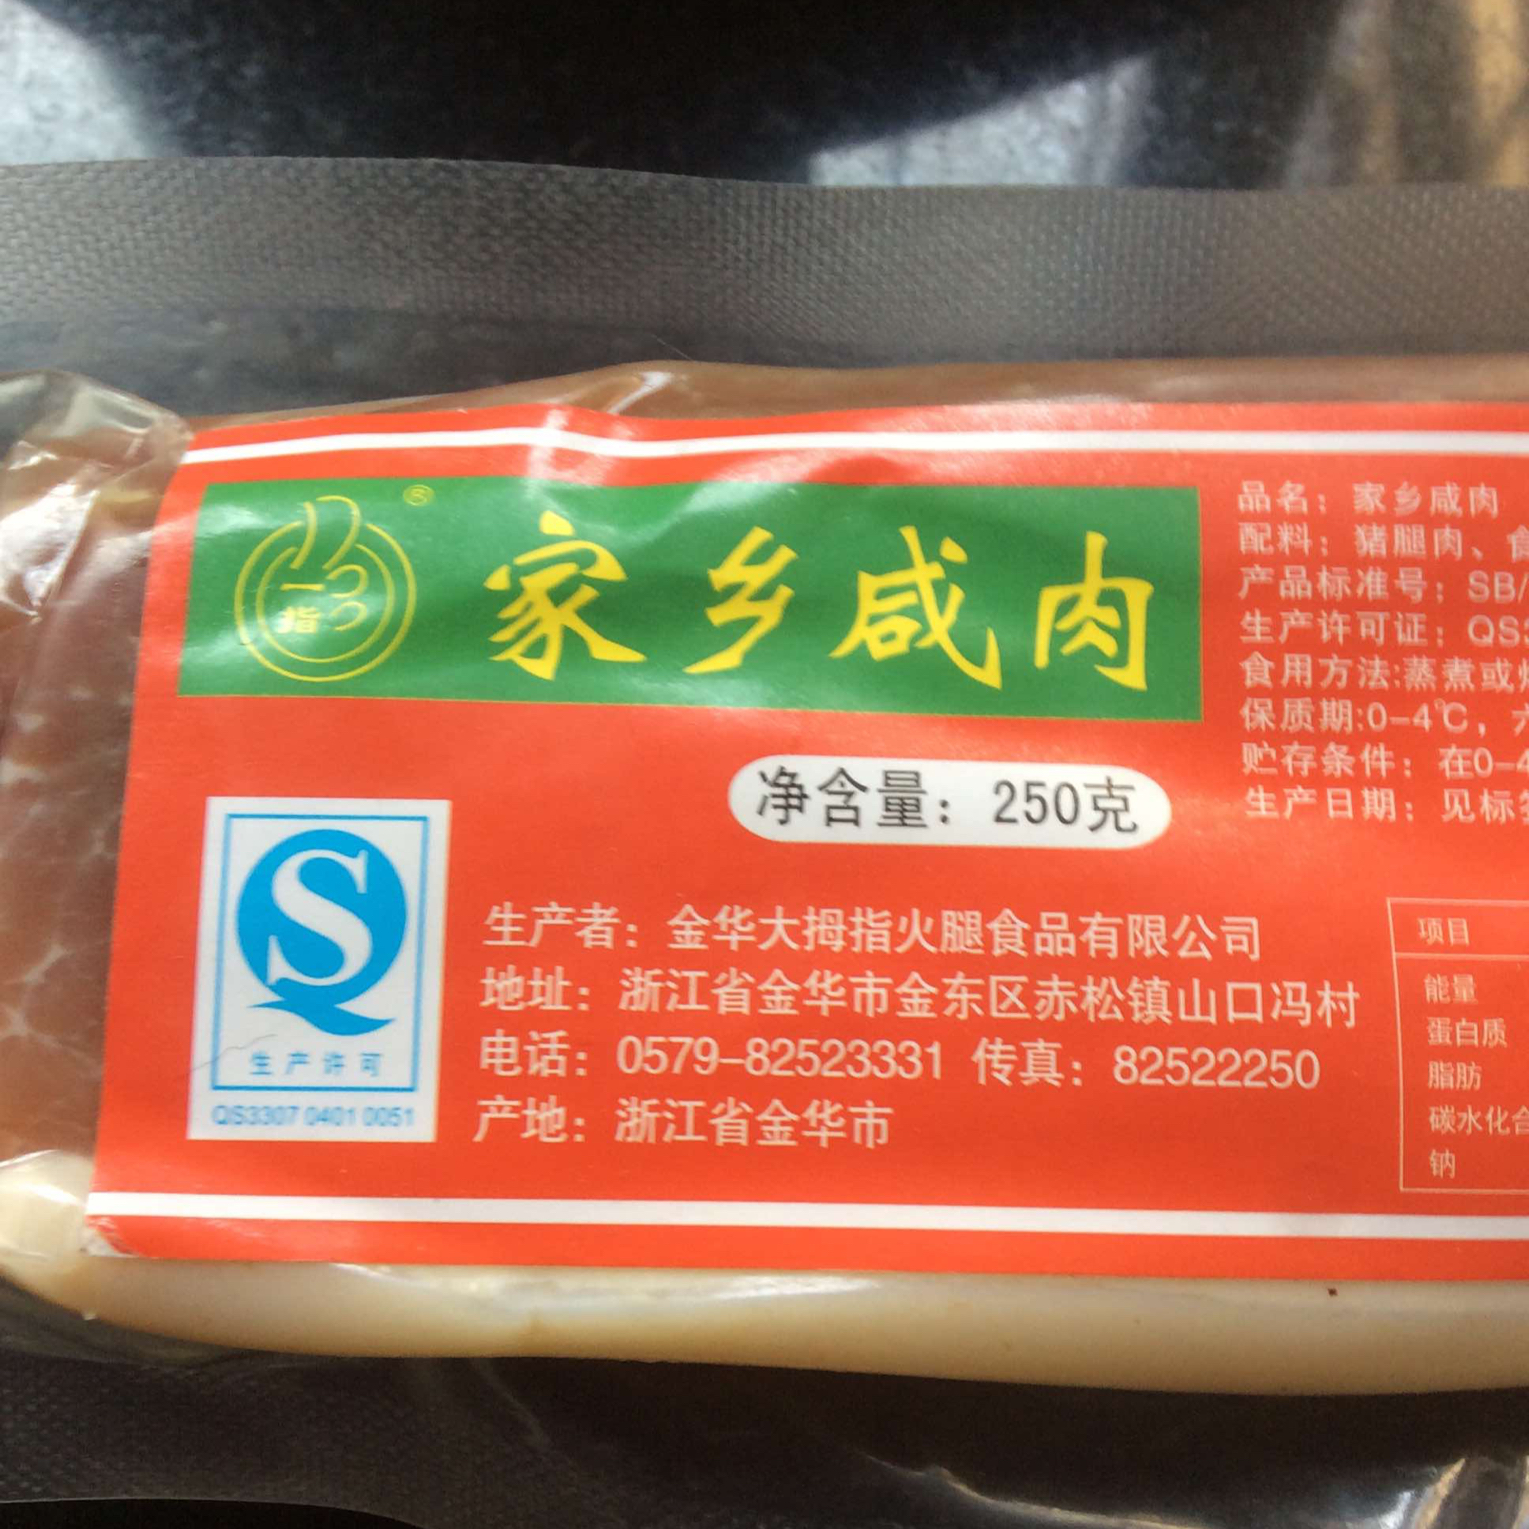 一
指
®
家乡咸肉
净含量：250克
生产许可
QS3307 0401 0051
生产者：金华大拇指火腿食品有限公司
地址：浙江省金华市金东区赤松镇山口冯村
电话：0579-82523331 传真：82522250
产地：浙江省金华市
品名：家乡咸肉
配料：猪腿肉、食
产品标准号：SB/
生产许可证：QS3
食用方法:蒸煮或
保质期:0-4℃，六
贮存条件：在0-4
生产日期：见标签
项目
能量
蛋白质
脂肪
碳水化合
钠